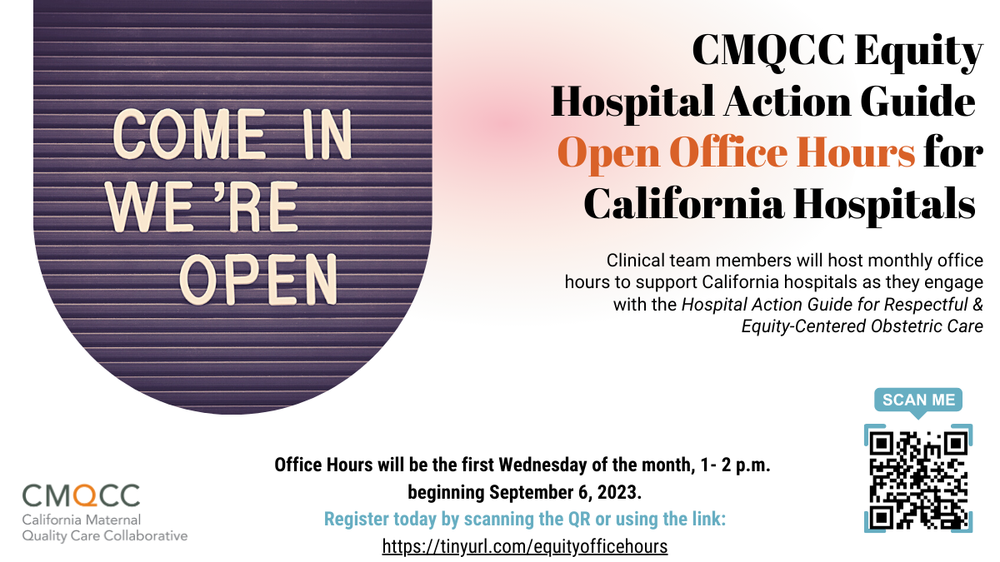 COME IN
WE'RE
OPEN
CMQCC Equity
Hospital Action Guide
Open Office Hours for
California Hospitals
Clinical team members will host monthly office
hours to support California hospitals as they engage
with the Hospital Action Guide for Respectful &
Equity-Centered Obstetric Care
SCAN ME
Office Hours will be the first Wednesday of the month, 1- 2 p.m.
beginning September 6, 2023.
Register today by scanning the QR or using the link:
https://tinyurl.com/equityofficehours
CMQCC
California Maternal
Quality Care Collaborative